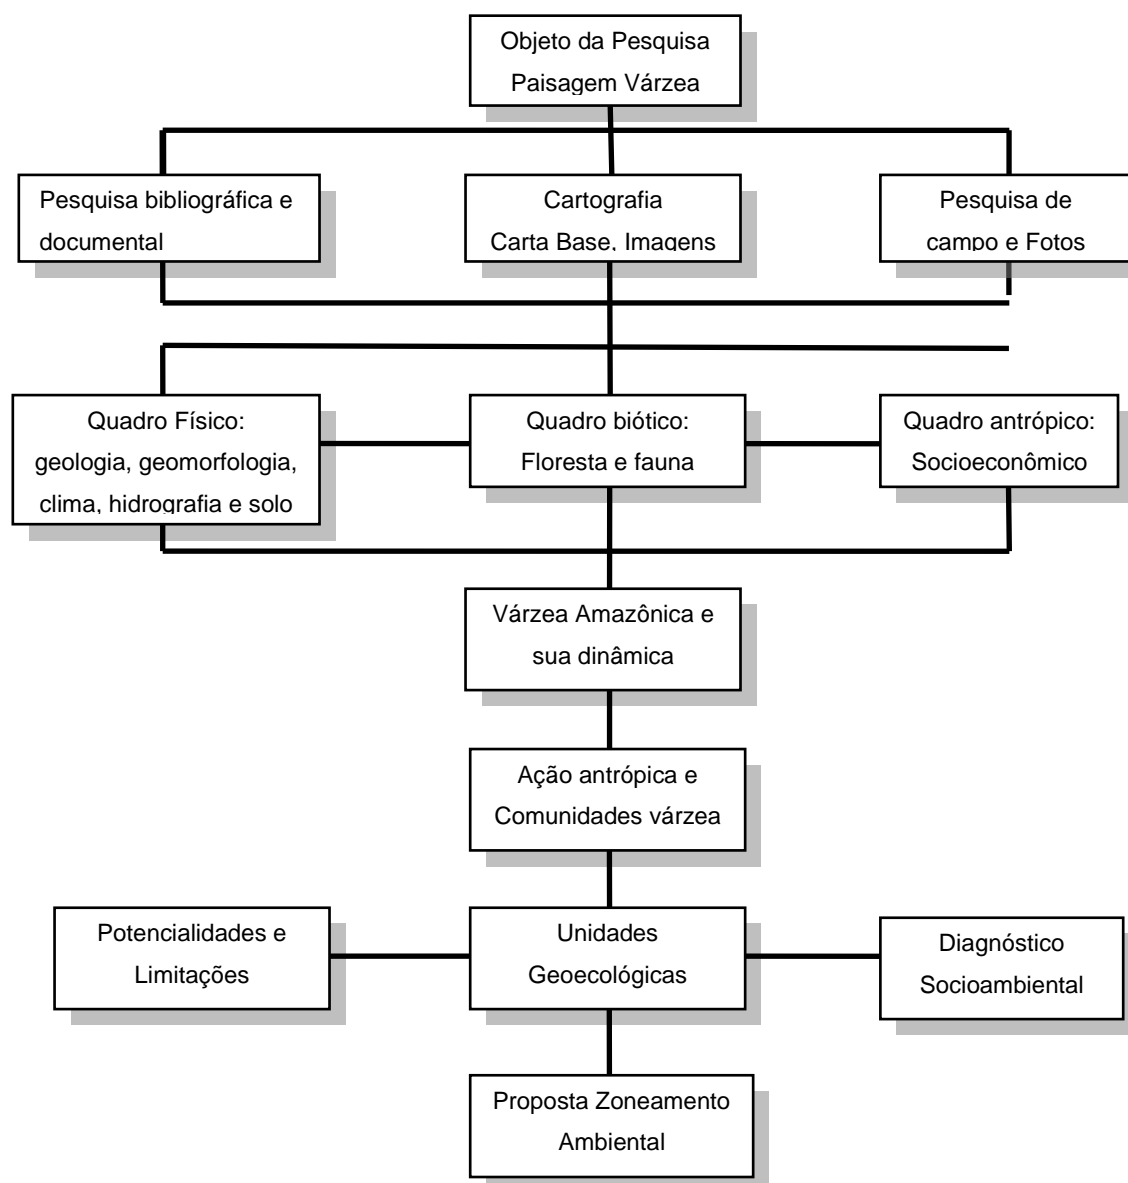 Objeto da Pesquisa
Paisagem Várzea
Pesquisa bibliográfica e
documental
Cartografia
Carta Base, Imagens
Pesquisa de
campo e Fotos
Quadro Físico:
geologia, geomorfologia,
clima, hidrografia e solo
Quadro biótico:
Floresta e fauna
Quadro antrópico:
Socioeconômico
Várzea Amazônica e
sua dinâmica
Ação antrópica e
Comunidades várzea
Potencialidades e
Limitações
Unidades
Geoecológicas
Diagnóstico
Socioambiental
Proposta Zoneamento
Ambiental